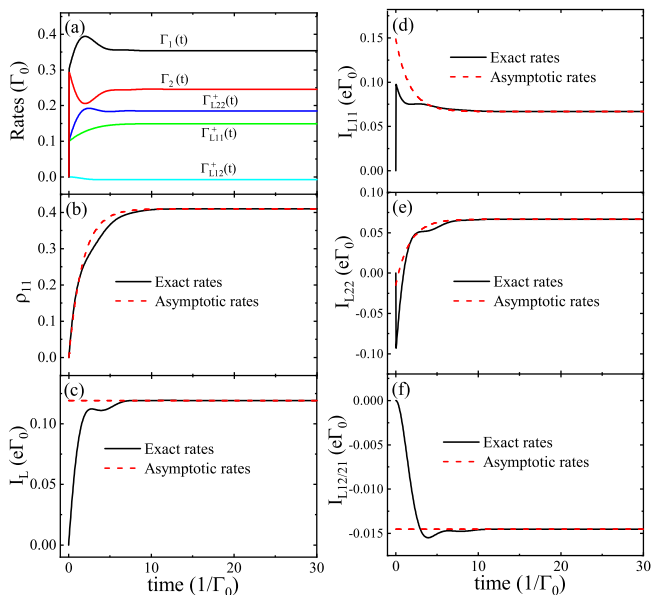 (a)
Γ1 (t)
Γ2 (t)
Γ+L22(t)
Γ+L11(t)
Γ+L12(t)
Rates (Γ0)
0.4
0.3
0.2
0.1
0.0
(b)
Exact rates
Asymptotic rates
ρ11
0.4
0.3
0.2
0.1
0.0
(c)
Exact rates
Asymptotic rates
IL (eΓ0)
0.10
0.05
0.00
0 10 20 30
time (1/Γ0)
(d)
Exact rates
Asymptotic rates
IL11 (eΓ0)
0.15
0.10
0.05
0.00
(e)
Exact rates
Asymptotic rates
IL22 (eΓ0)
0.10
0.05
0.00
-0.05
-0.10
(f)
Exact rates
Asymptotic rates
IL12/21 (eΓ0)
0.000
-0.005
-0.010
-0.015
0 10 20 30
time (1/Γ0)